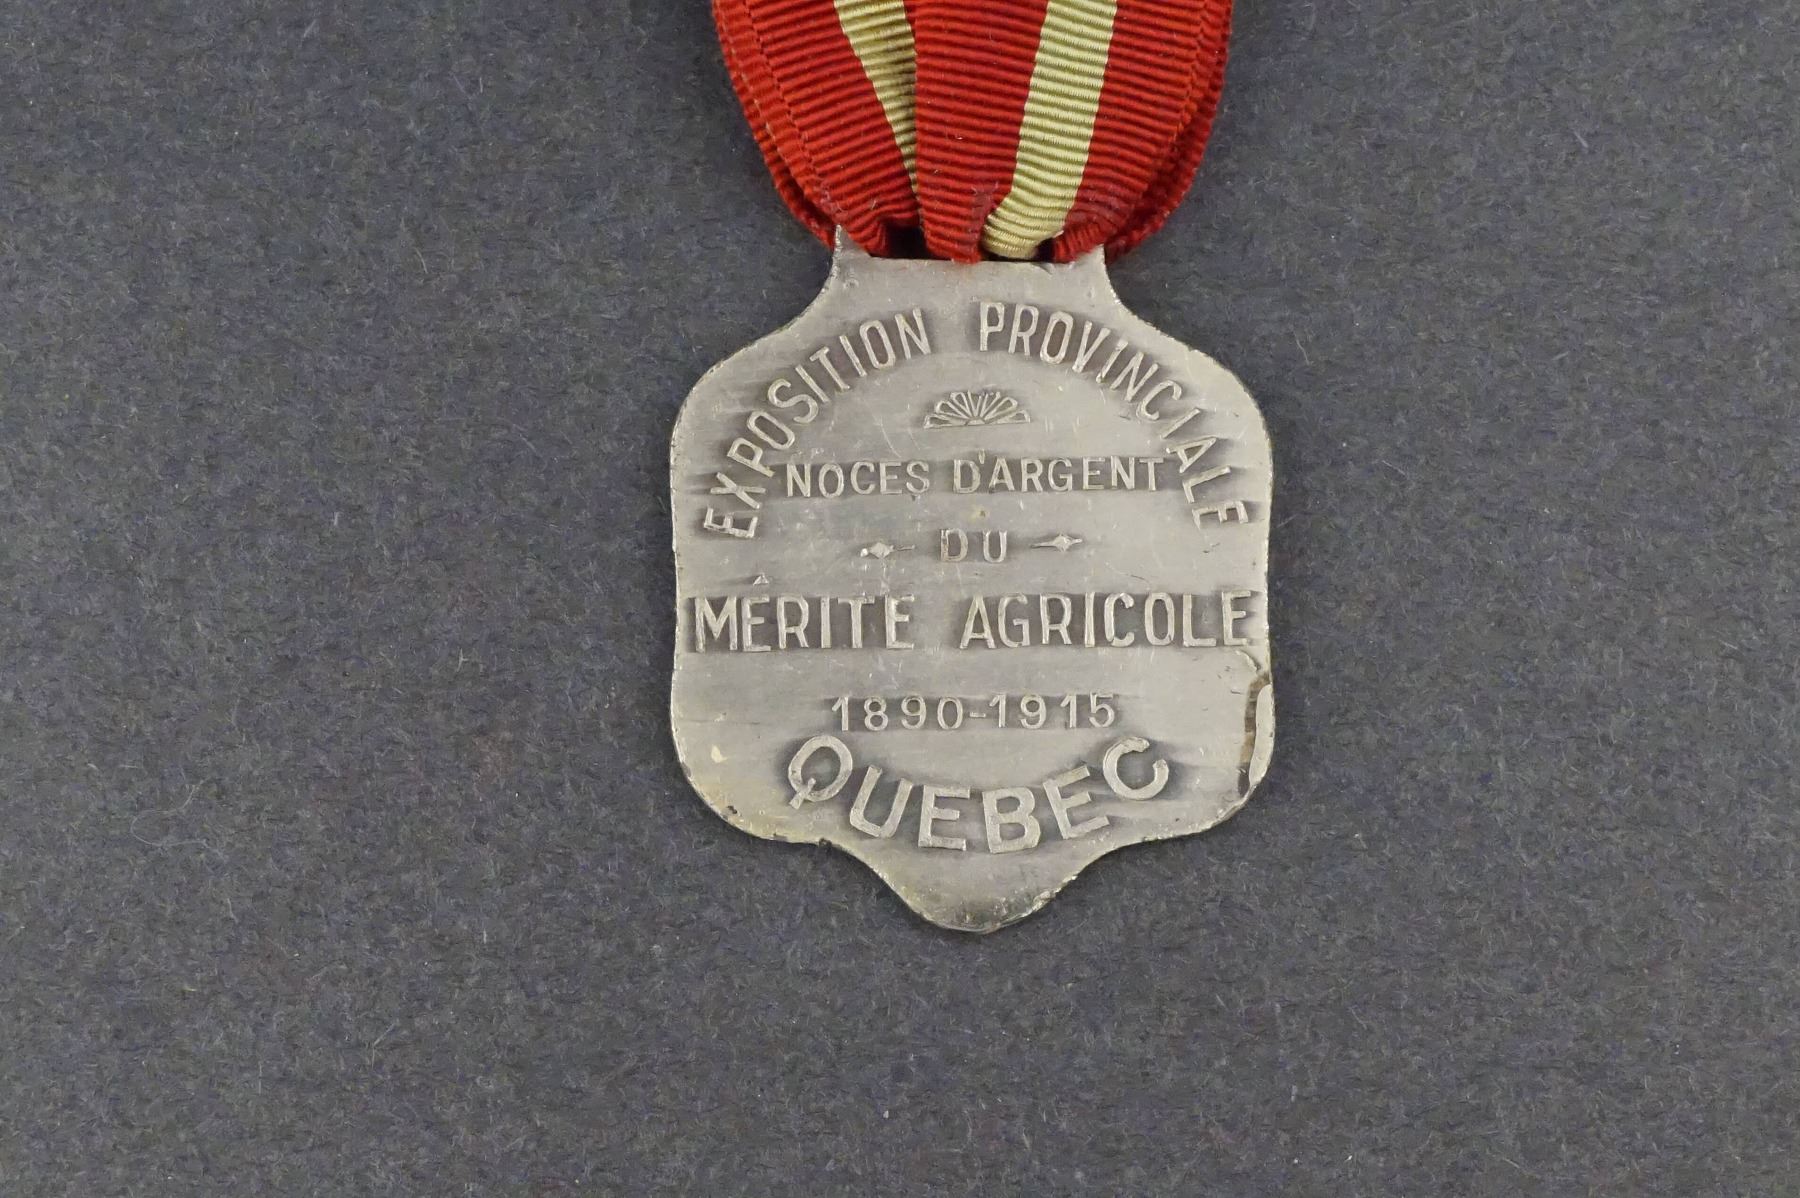 EXPOSITION PROVINCIALE
NOCES D'ARGENT
DU
MÉRITE AGRICOLE
1890-1915
QUEBEC